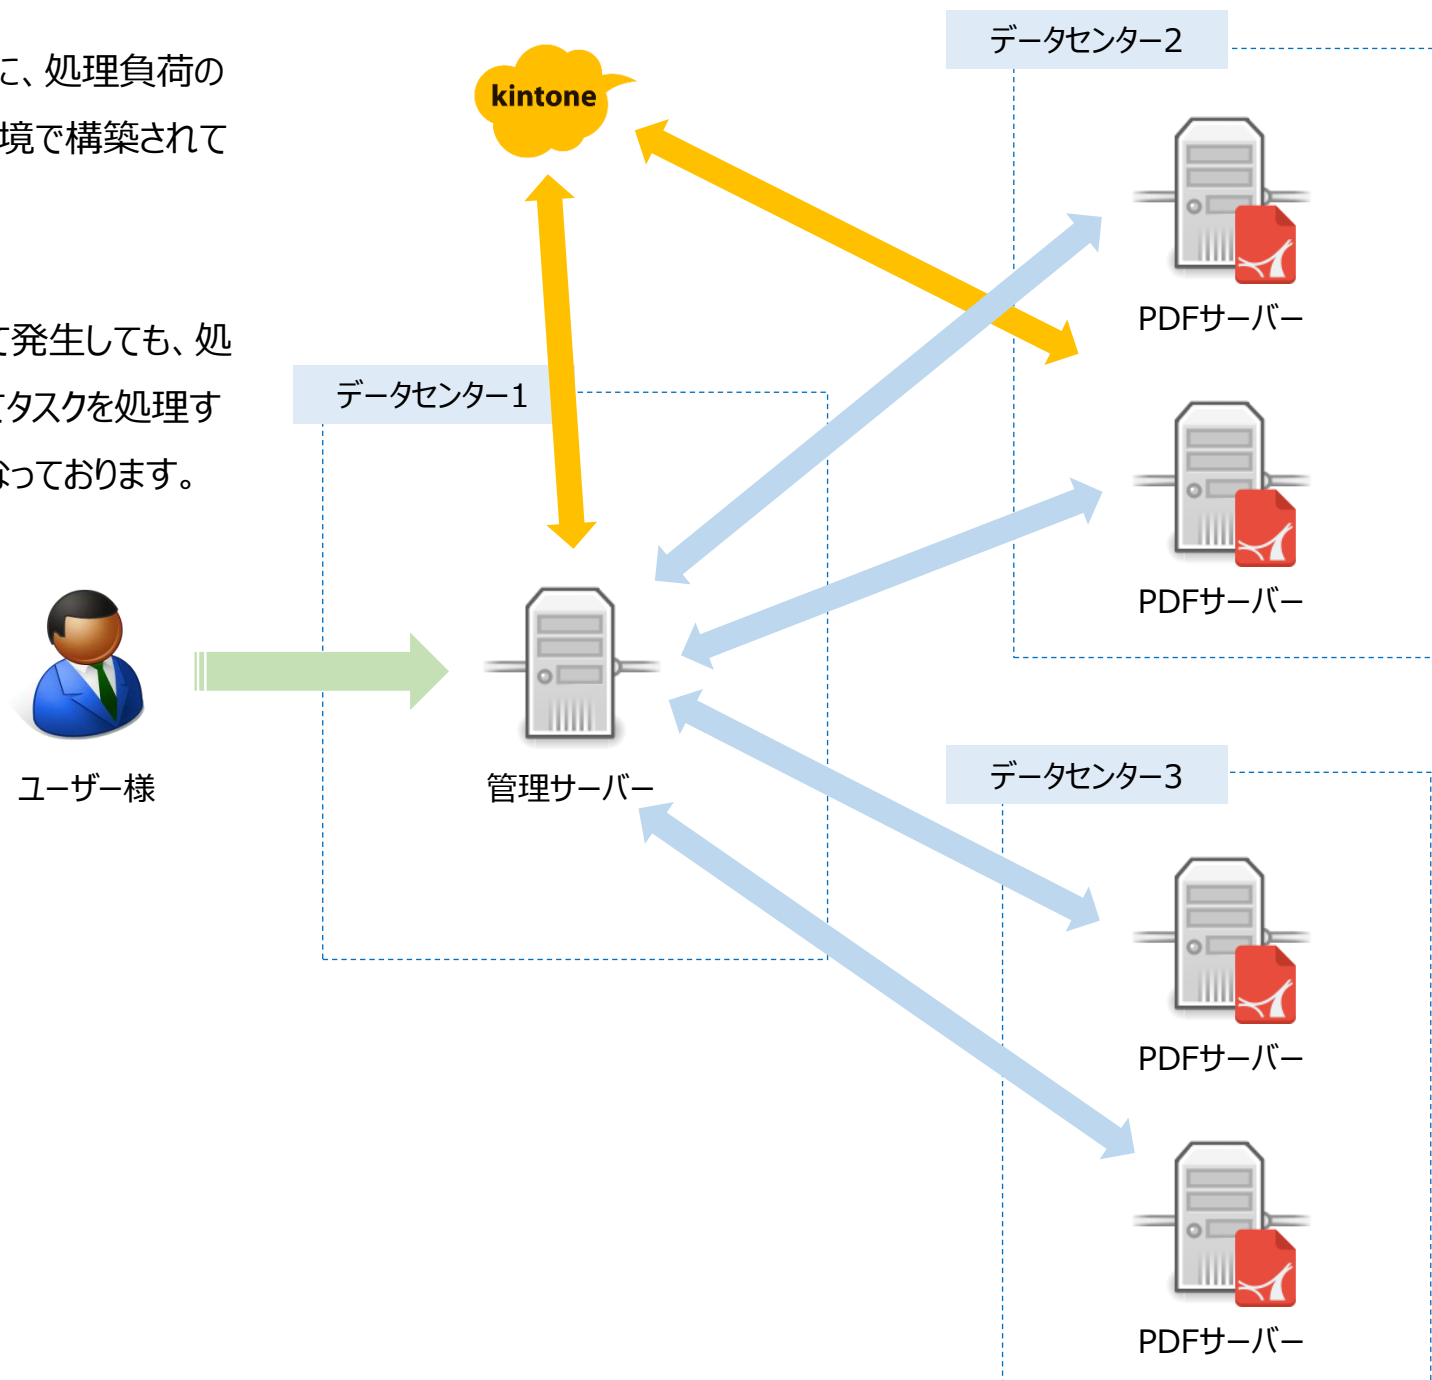 に、処理負荷の
境で構築されて
て発生しても、処
てタスクを処理す
なっております。
kintone
データセンター2
PDFサーバー
データセンター1
PDFサーバー
ユーザー様
管理サーバー
データセンター3
PDFサーバー
PDFサーバー